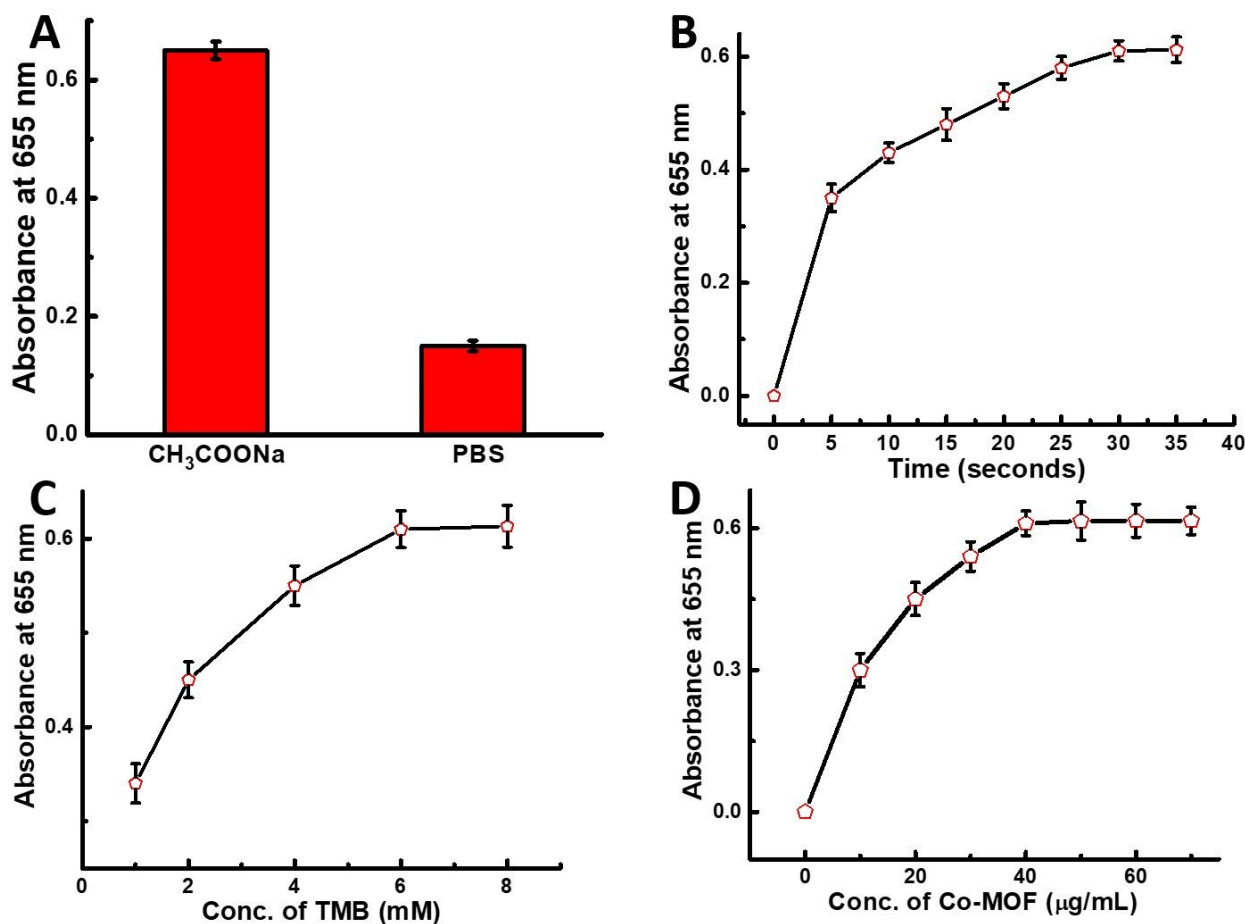 A
Absorbance at 655 nm
0.6
0.4
0.2
0.0
CH₃COONa PBS
B
Absorbance at 655 nm
0.6
0.4
0.2
0.0
0 5 10 15 20 25 30 35 40
Time (seconds)
C
Absorbance at 655 nm
0.6
0.4
0 2 4 6 8
Conc. of TMB (mM)
D
Absorbance at 655 nm
0.6
0.3
0.0
0 20 40 60
Conc. of Co-MOF (µg/mL)